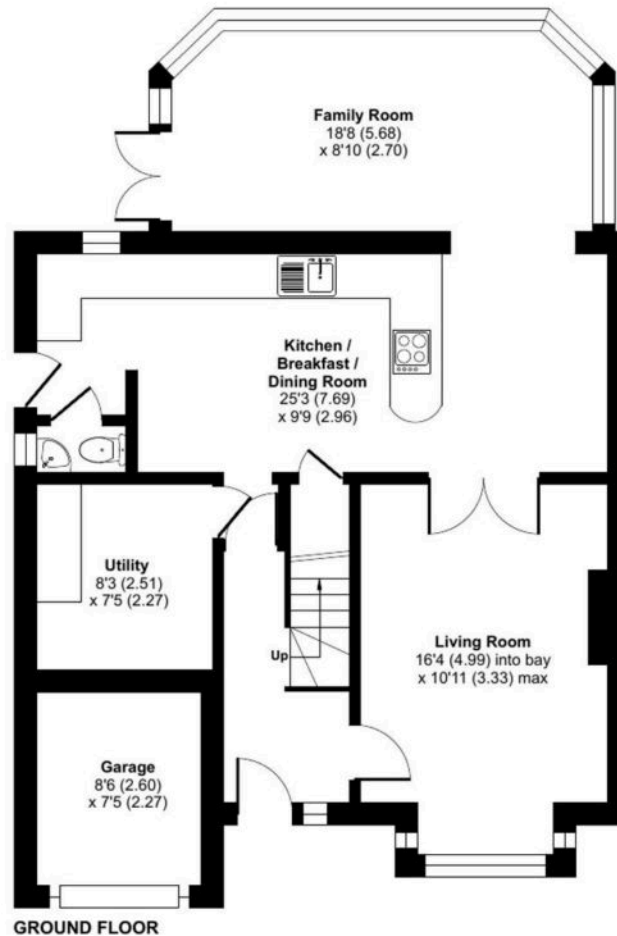 Family Room
18'8 (5.68)
x 8'10 (2.70)
Kitchen /
Breakfast /
Dining Room
25'3 (7.69)
x 9'9 (2.96)
Utility
8'3 (2.51)
x 7'5 (2.27)
Up
Living Room
16'4 (4.99) into bay
x 10'11 (3.33) max
Garage
8'6 (2.60)
x 7'5 (2.27)
GROUND FLOOR